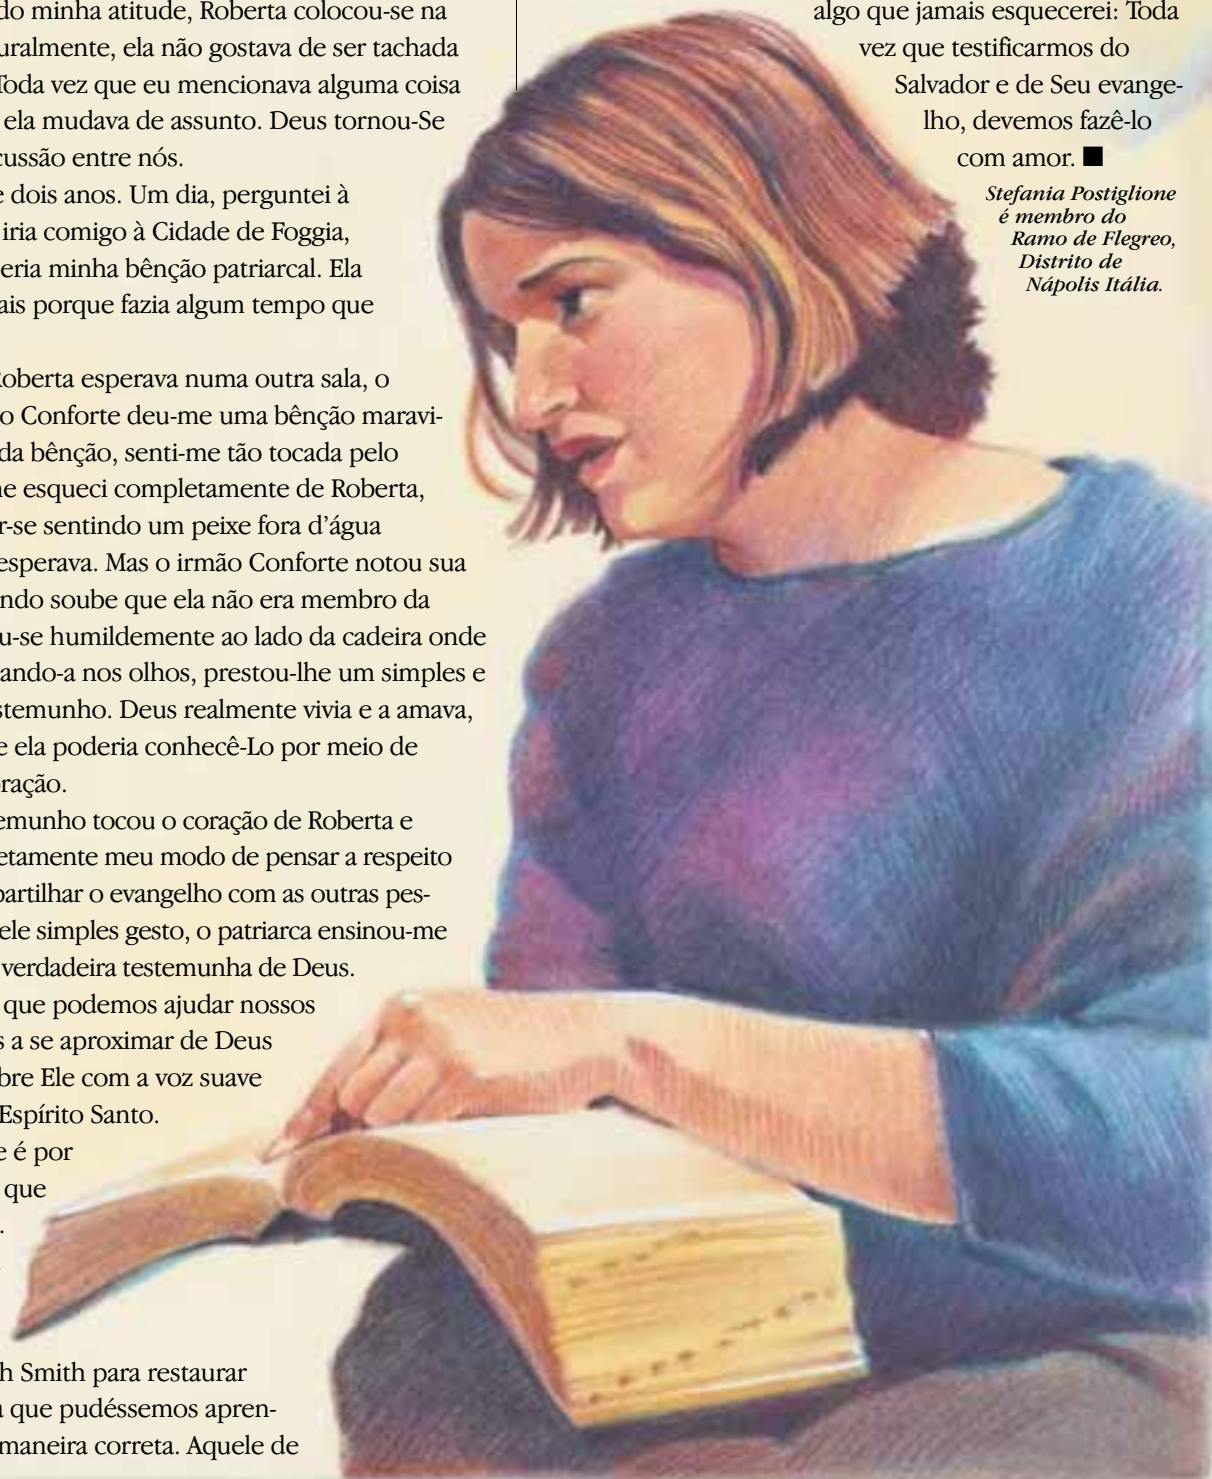 do minha atitude, Roberta colocou-se na
uralmente, ela não gostava de ser tachada
Toda vez que eu mencionava alguma coisa
ela mudava de assunto. Deus tornou-Se
cussão entre nós.
e dois anos. Um dia, perguntei à
iria comigo à Cidade de Foggia,
eria minha bênção patriarcal. Ela
ais porque fazia algum tempo que
Roberta esperava numa outra sala, o
o Conforte deu-me uma bênção maravi-
da bênção, senti-me tão tocada pelo
ne esqueci completamente de Roberta,
r-se sentindo um peixe fora d’água
esperava. Mas o irmão Conforte notou sua
ndo soube que ela não era membro da
u-se humildemente ao lado da cadeira onde
ando-a nos olhos, prestou-lhe um simples e
stemunho. Deus realmente vivia e a amava,
e ela poderia conhecê-Lo por meio de
ração.
emunho tocou o coração de Roberta e
etamente meu modo de pensar a respeito
partilhar o evangelho com as outras pes-
ele simples gesto, o patriarca ensinou-me
verdadeira testemunha de Deus.
que podemos ajudar nossos
s a se aproximar de Deus
bre Ele com a voz suave
Espírito Santo.
e é por
que
.
h Smith para restaurar
a que pudéssemos apren-
maneira correta. Aquele de
algo que jamais esquecerei: Toda
vez que testificarmos do
Salvador e de Seu evange-
lho, devemos fazê-lo
com amor. ■
Stefania Postiglione
é membro do
Ramo de Flegreo,
Distrito de
Nápolis Itália.